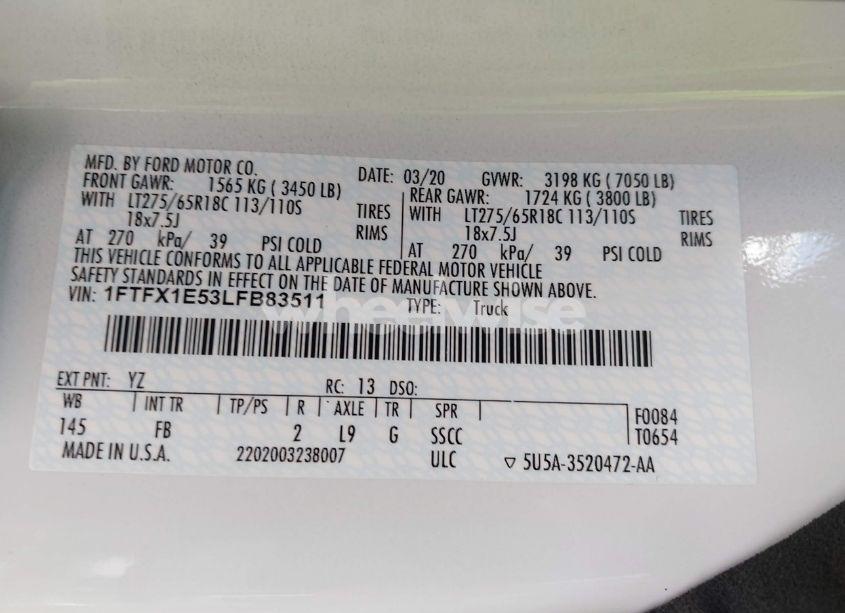 MFD. BY FORD MOTOR CO. DATE: 03/20 GVWR: 3198 KG ( 7050 LB)
FRONT GAWR: 1565 KG ( 3450 LB) REAR GAWR: 1724 KG ( 3800 LB)
WITH LT275/65R18C 113/110S TIRES WITH LT275/65R18C 113/110S TIRES
18x7.5J RIMS 18x7.5J RIMS
AT 270 kPa/ 39 PSI COLD AT 270 kPa/ 39 PSI COLD
THIS VEHICLE CONFORMS TO ALL APPLICABLE FEDERAL MOTOR VEHICLE
SAFETY STANDARDS IN EFFECT ON THE DATE OF MANUFACTURE SHOWN ABOVE.
VIN: 1FTFX1E53LFB83511 TYPE: Truck
wheelwise
EXT PNT: YZ RC: 13 DSO:
WB INT TR TP/PS R AXLE TR SPR F0084
145 FB 2 L9 G SSCC T0654
MADE IN U.S.A. 2202003238007 ULC ▽ 5U5A-3520472-AA